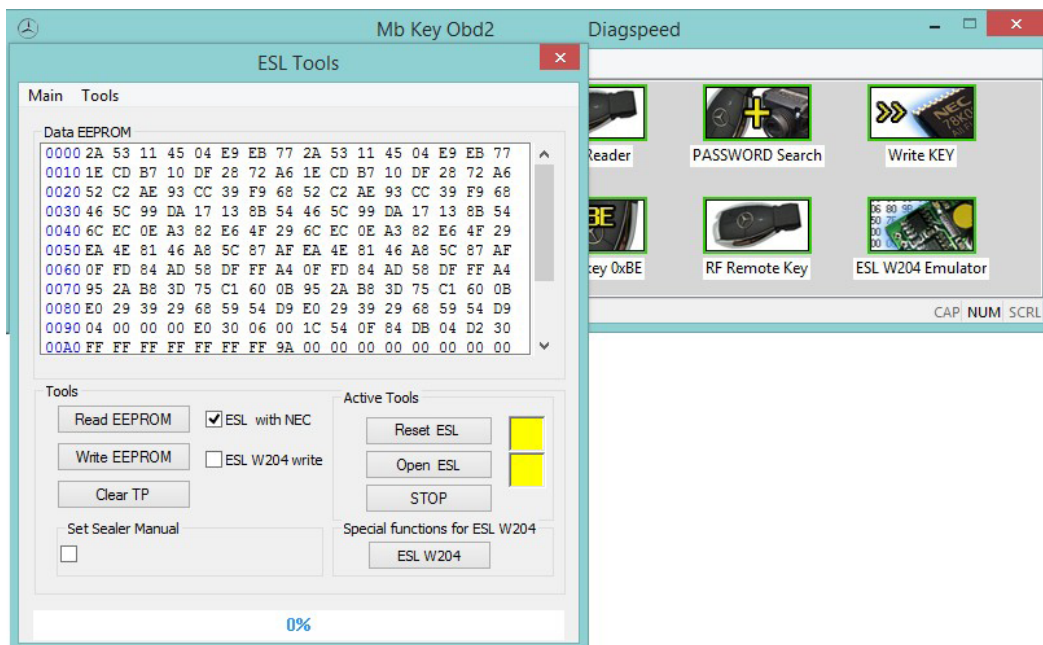 Mb Key Obd2 Diagspeed
ESL Tools
Main Tools
Data EEPROM
0000 2A 53 11 45 04 E9 EB 77 2A 53 11 45 04 E9 EB 77
0010 1E CD B7 10 DF 28 72 A6 1E CD B7 10 DF 28 72 A6
0020 52 C2 AE 93 CC 39 F9 68 52 C2 AE 93 CC 39 F9 68
0030 46 5C 99 DA 17 13 8B 54 46 5C 99 DA 17 13 8B 54
0040 6C EC 0E A3 82 E6 4F 29 6C EC 0E A3 82 E6 4F 29
0050 EA 4E 81 46 A8 5C 87 AF EA 4E 81 46 A8 5C 87 AF
0060 0F FD 84 AD 58 DF FF A4 0F FD 84 AD 58 DF FF A4
0070 95 2A B8 3D 75 C1 60 0B 95 2A B8 3D 75 C1 60 0B
0080 E0 29 39 29 68 59 54 D9 E0 29 39 29 68 59 54 D9
0090 04 00 00 00 E0 30 06 00 1C 54 0F 84 DB 04 D2 30
00A0 FF FF FF FF FF FF FF 9A 00 00 00 00 00 00 00 00
Tools
Read EEPROM
ESL with NEC
Write EEPROM
ESL W204 write
Clear TP
Set Sealer Manual
Active Tools
Reset ESL
Open ESL
STOP
Special functions for ESL W204
ESL W204
0%
Reader
PASSWORD Search
NEC
78K0
Write KEY
BE
key 0xBE
RF Remote Key
ESL W204 Emulator
CAP NUM SCRL